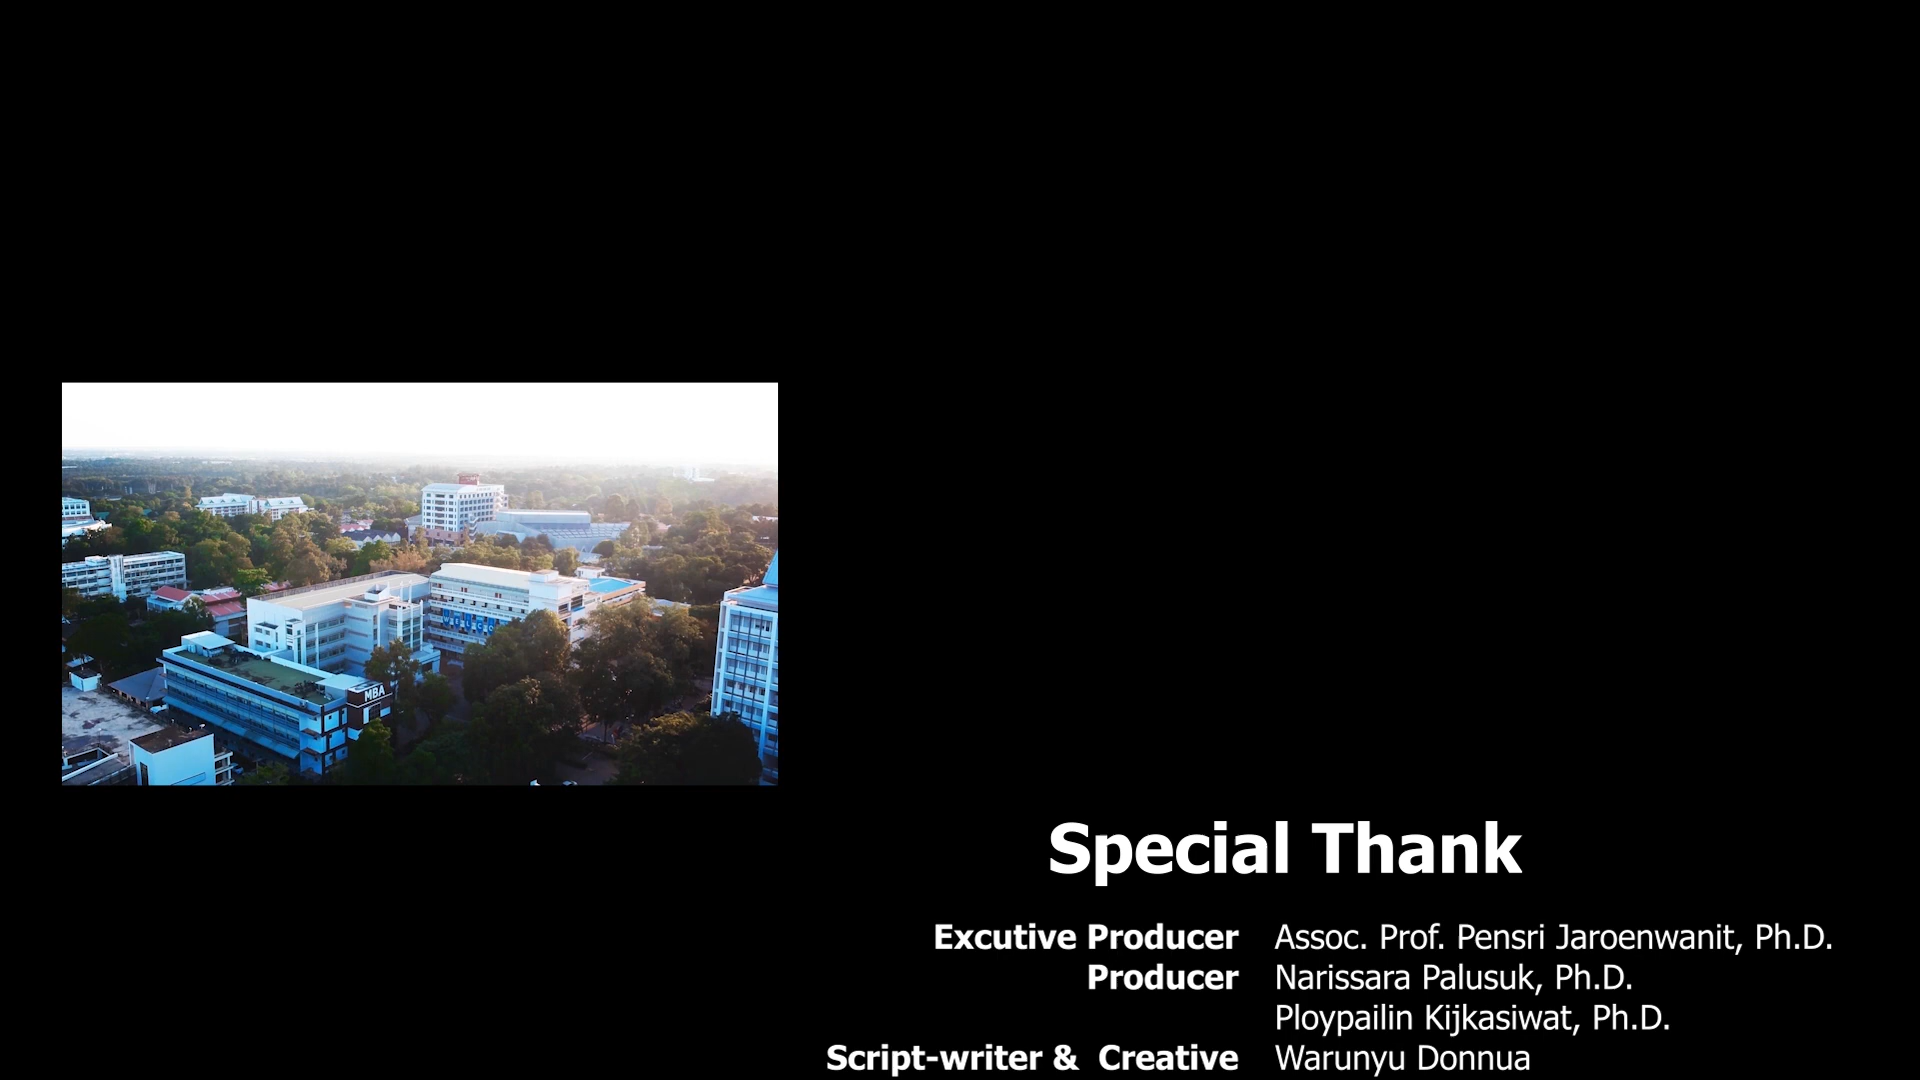 MBA
Special Thank
Excutive Producer Assoc. Prof. Pensri Jaroenwanit, Ph.D.
Producer Narissara Palusuk, Ph.D.
Ploypailin Kijkasiwat, Ph.D.
Script-writer &  Creative Warunyu Donnua